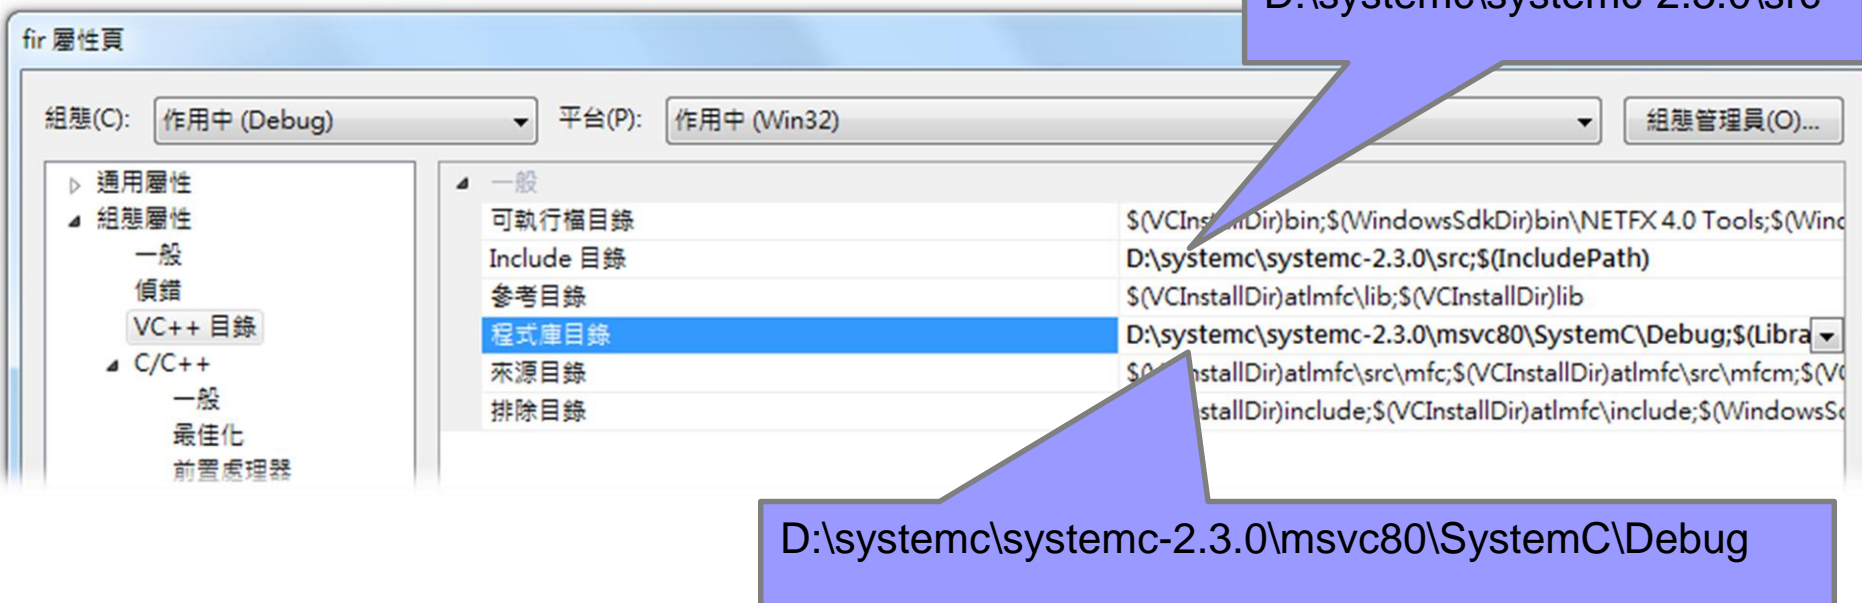 D:\systemc\systemc-2.3.0\src
fir 屬性頁
組態(C): 作用中 (Debug) 平台(P): 作用中 (Win32) 組態管理員(O)...
通用屬性
組態屬性
一般
偵錯
VC++ 目錄
C/C++
一般
最佳化
前置處理器
一般
可執行檔目錄 $(VCInstallDir)bin;$(WindowsSdkDir)bin\NETFX 4.0 Tools;$(Wind
Include 目錄 D:\systemc\systemc-2.3.0\src;$(IncludePath)
參考目錄 $(VCInstallDir)atlmfc\lib;$(VCInstallDir)lib
程式庫目錄 D:\systemc\systemc-2.3.0\msvc80\SystemC\Debug;$(Libra
來源目錄 stallDir)atlmfc\src\mfc;$(VCInstallDir)atlmfc\src\mfcm;$(VC
排除目錄 stallDir)include;$(VCInstallDir)atlmfc\include;$(WindowsSd
D:\systemc\systemc-2.3.0\msvc80\SystemC\Debug